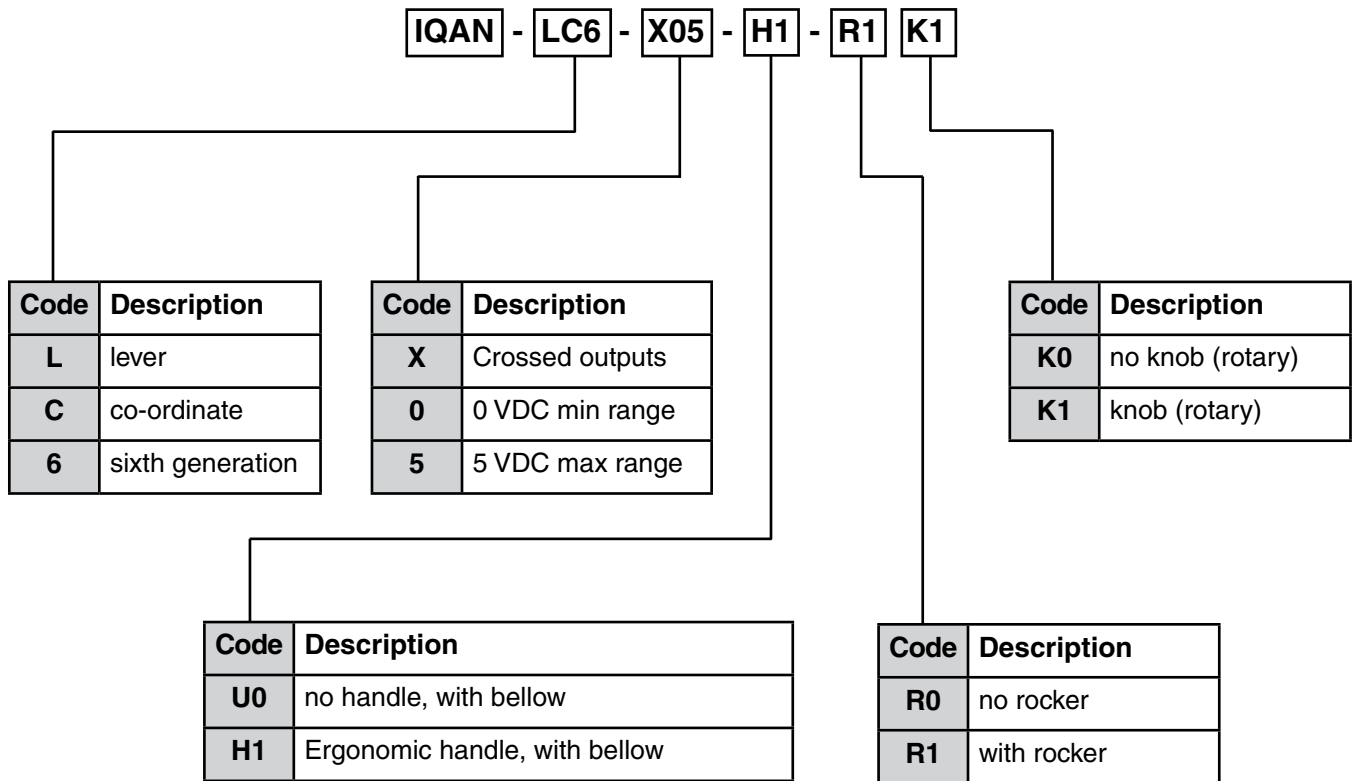 IQAN - LC6 - X05 - H1 - R1 K1
Code Description
L lever
C co-ordinate
6 sixth generation
Code Description
X Crossed outputs
0 0 VDC min range
5 5 VDC max range
Code Description
K0 no knob (rotary)
K1 knob (rotary)
Code Description
U0 no handle, with bellow
H1 Ergonomic handle, with bellow
Code Description
R0 no rocker
R1 with rocker